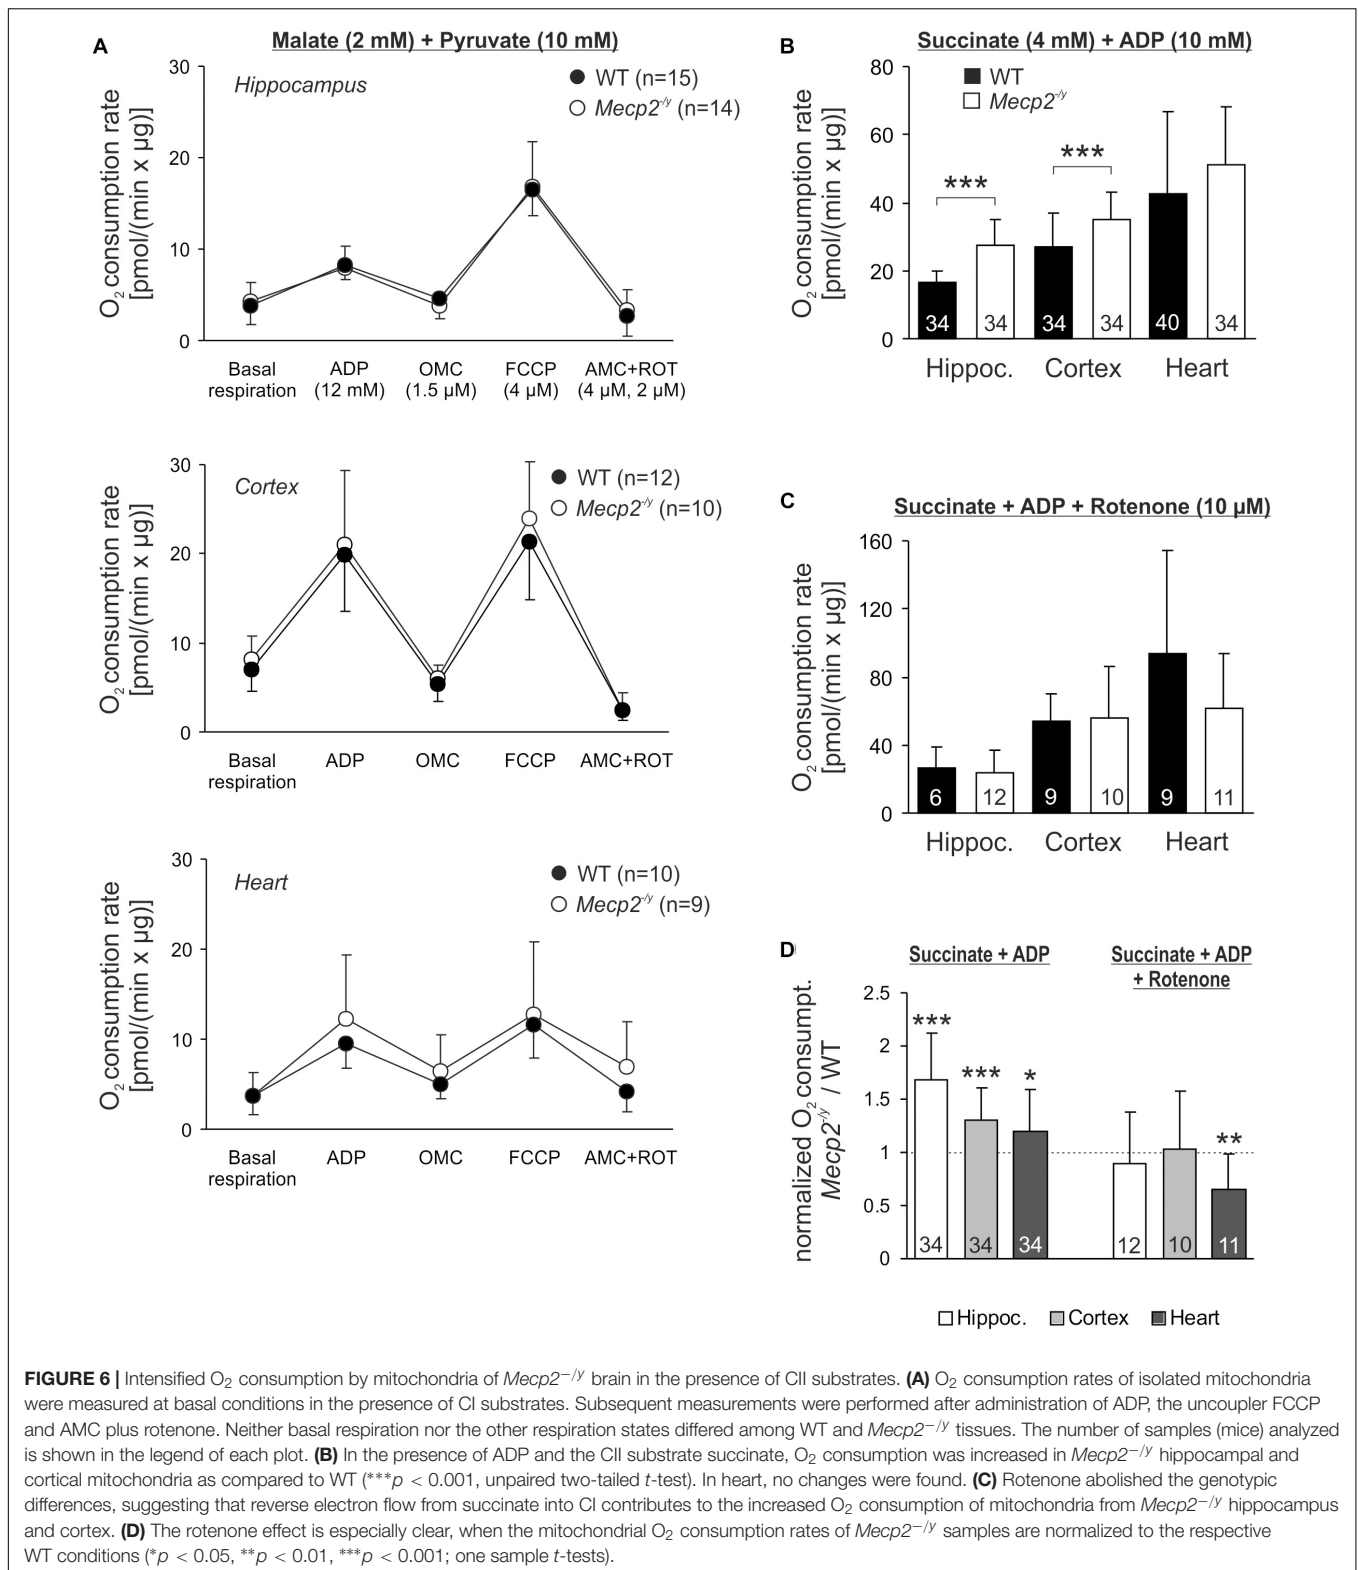 A
Malate (2 mM) + Pyruvate (10 mM)
Hippocampus
WT (n=15)
Mecp2-/y (n=14)
O2 consumption rate
[pmol/(min x µg)]
30
20
10
0
Basal
respiration
ADP
(12 mM)
OMC
(1.5 µM)
FCCP
(4 µM)
AMC+ROT
(4 µM, 2 µM)
Cortex
WT (n=12)
Mecp2-/y (n=10)
O2 consumption rate
[pmol/(min x µg)]
30
20
10
0
Basal
respiration
ADP
OMC
FCCP
AMC+ROT
Heart
WT (n=10)
Mecp2-/y (n=9)
O2 consumption rate
[pmol/(min x µg)]
30
20
10
0
Basal
respiration
ADP
OMC
FCCP
AMC+ROT
B
Succinate (4 mM) + ADP (10 mM)
WT
Mecp2-/y
O2 consumption rate
[pmol/(min x µg)]
80
60
40
20
0
***
***
34
34
34
34
40
34
Hippoc.
Cortex
Heart
C
Succinate + ADP + Rotenone (10 µM)
O2 consumption rate
[pmol/(min x µg)]
160
120
80
40
0
6
12
9
10
9
11
Hippoc.
Cortex
Heart
D
Succinate + ADP
Succinate + ADP
+ Rotenone
normalized O2 consumpt.
Mecp2-/y / WT
2.5
2
1.5
1
0.5
0
***
***
*
**
34
34
34
12
10
11
Hippoc.
Cortex
Heart
FIGURE 6 | Intensified O2 consumption by mitochondria of Mecp2−/y brain in the presence of CII substrates. (A) O2 consumption rates of isolated mitochondria
were measured at basal conditions in the presence of CI substrates. Subsequent measurements were performed after administration of ADP, the uncoupler FCCP
and AMC plus rotenone. Neither basal respiration nor the other respiration states differed among WT and Mecp2−/y tissues. The number of samples (mice) analyzed
is shown in the legend of each plot. (B) In the presence of ADP and the CII substrate succinate, O2 consumption was increased in Mecp2−/y hippocampal and
cortical mitochondria as compared to WT (***p < 0.001, unpaired two-tailed t-test). In heart, no changes were found. (C) Rotenone abolished the genotypic
differences, suggesting that reverse electron flow from succinate into CI contributes to the increased O2 consumption of mitochondria from Mecp2−/y hippocampus
and cortex. (D) The rotenone effect is especially clear, when the mitochondrial O2 consumption rates of Mecp2−/y samples are normalized to the respective
WT conditions (*p < 0.05, **p < 0.01, ***p < 0.001; one sample t-tests).